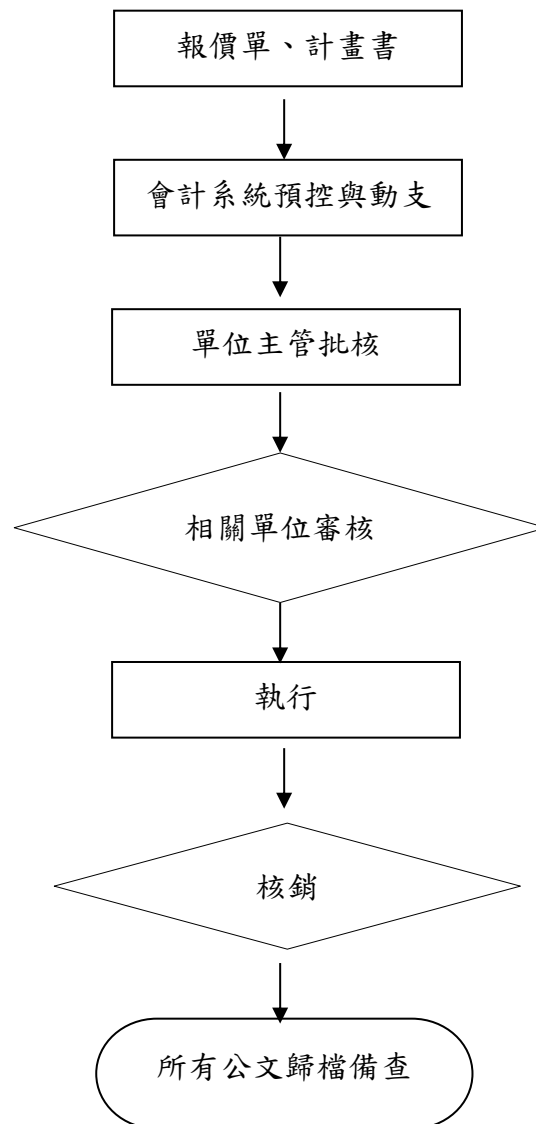 報價單、計畫書
會計系統預控與動支
單位主管批核
相關單位審核
執行
核銷
所有公文歸檔備查